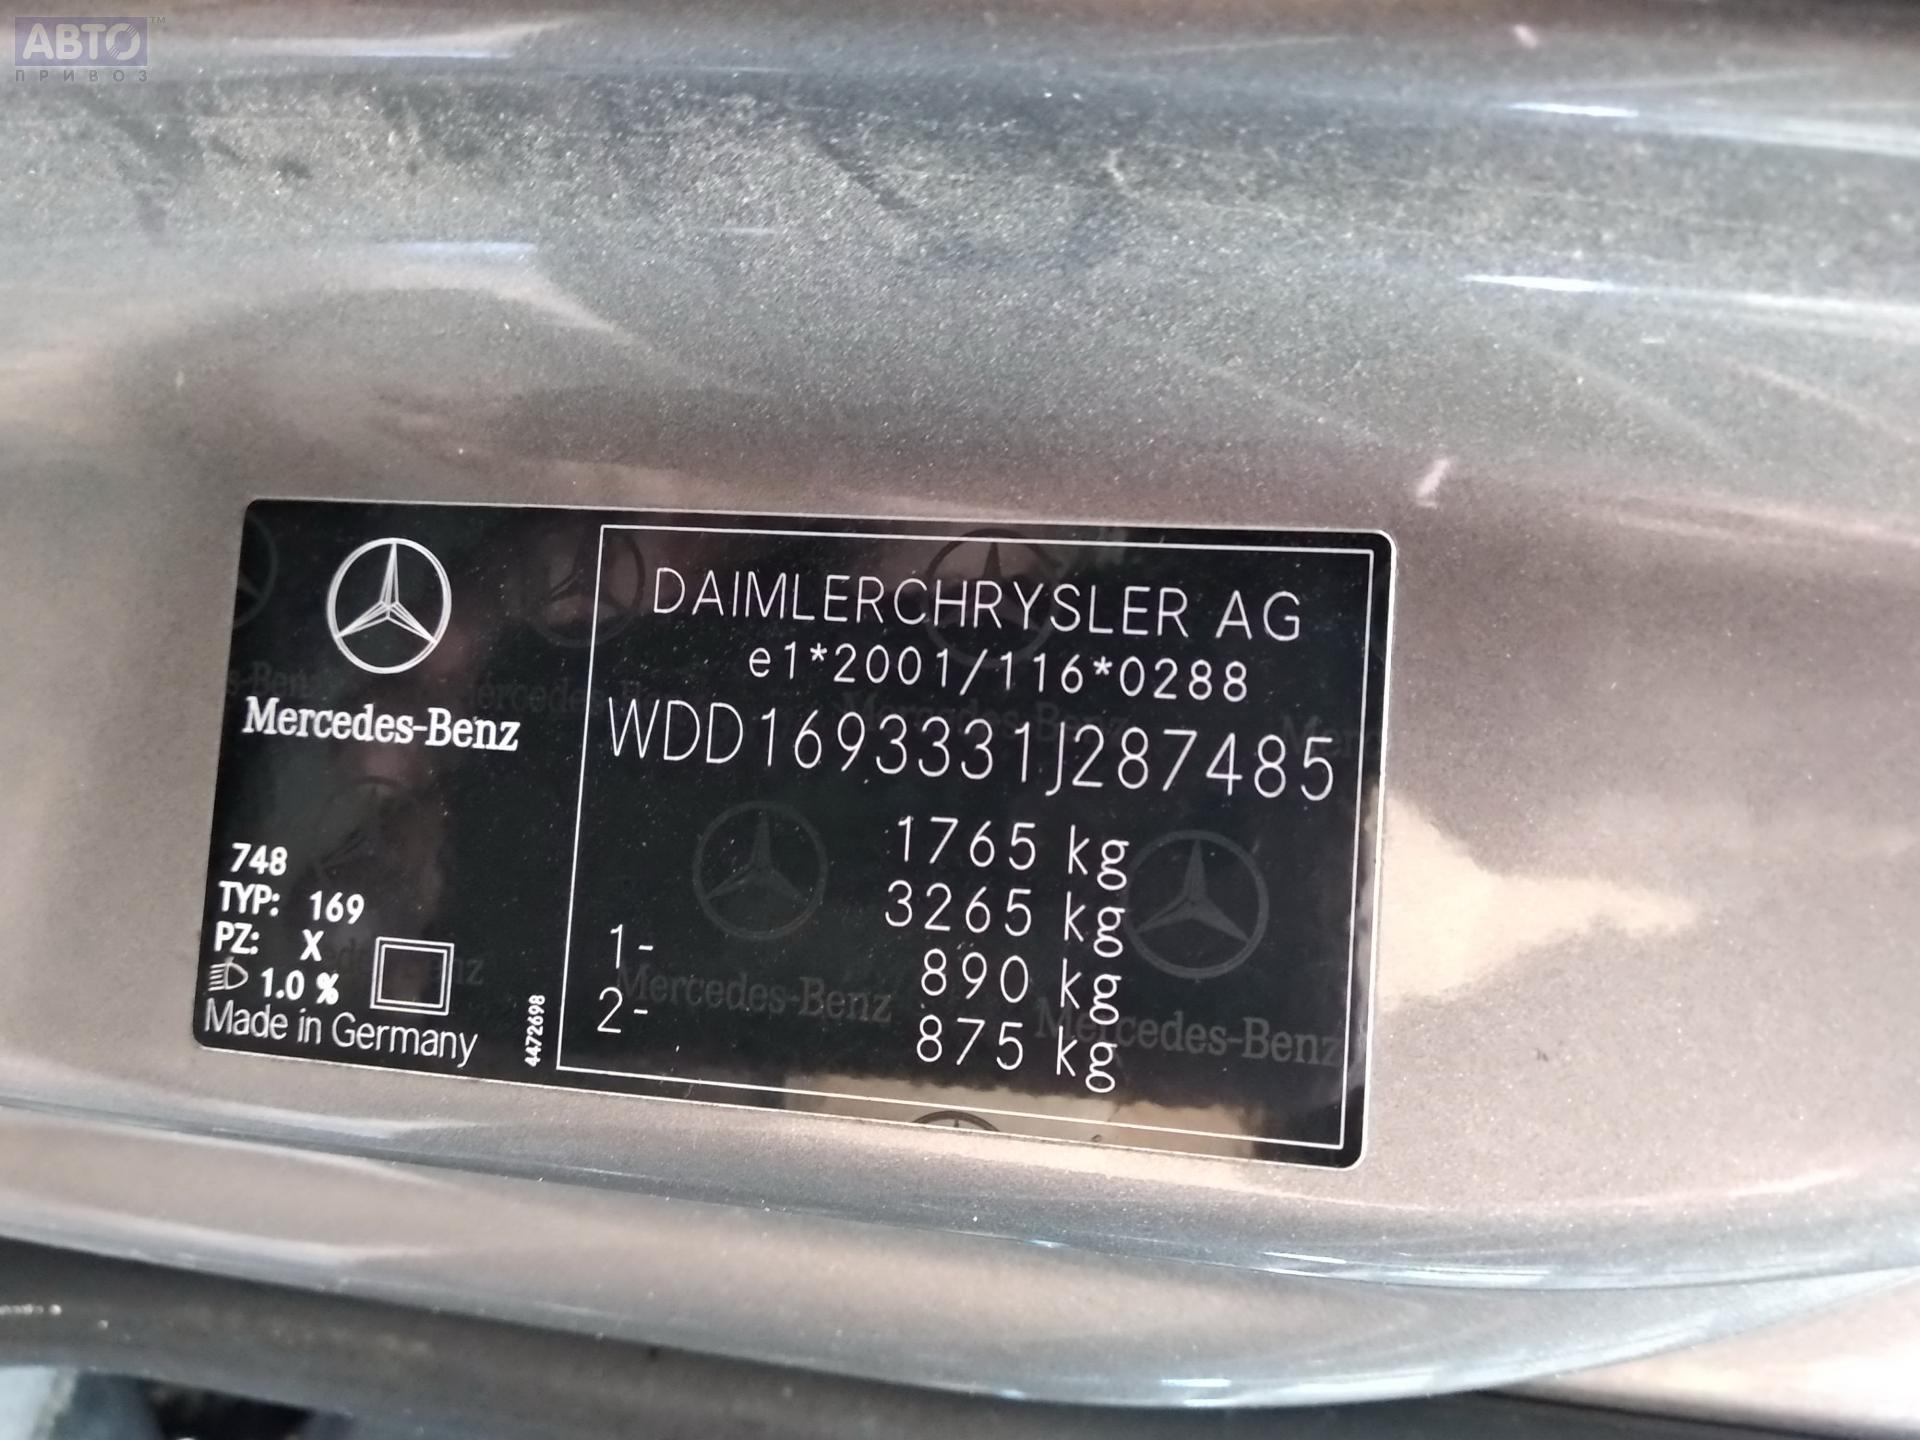 АВТО™
ПРИВОЗ
Mercedes-Benz
748
TYP: 169
PZ: X
1.0 %
Made in Germany
4472698
DAIMLERCHRYSLER AG
e1*2001/116*0288
WDD1693331J287485
1765 kg
3265 kg
1- 890 kg
2- 875 kg